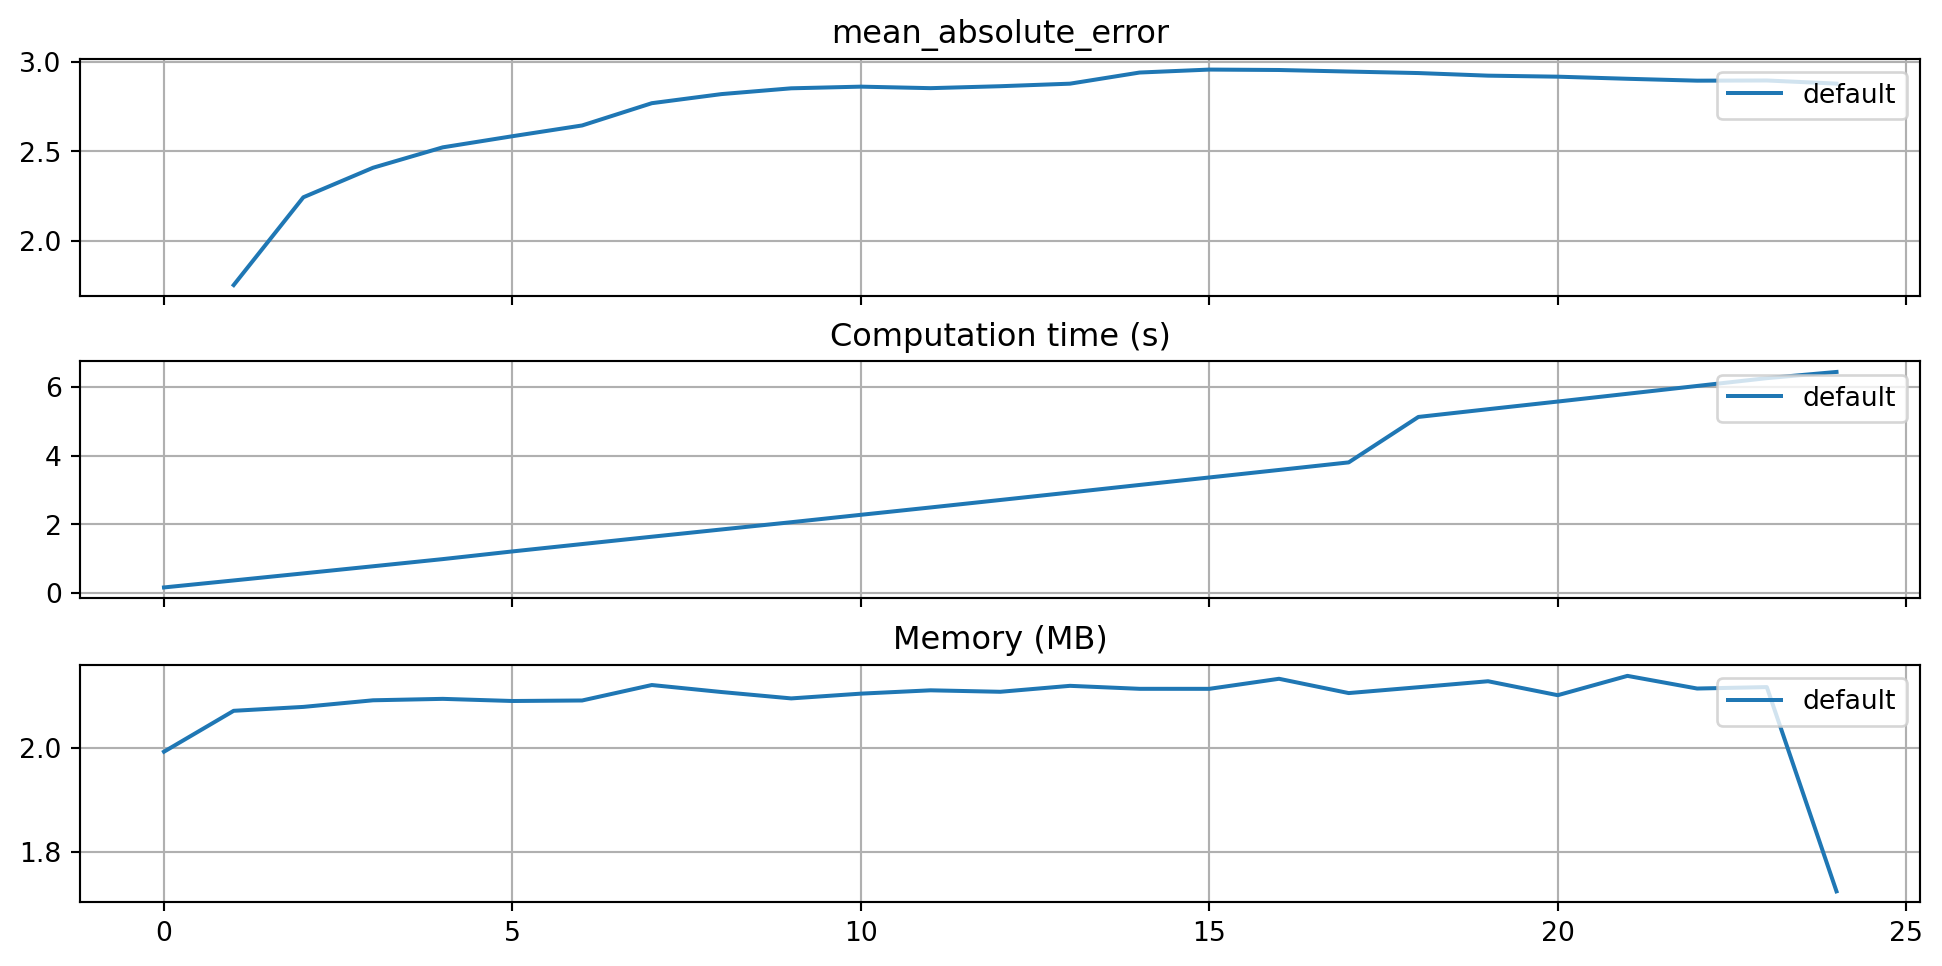 mean_absolute_error
3.0
2.5
2.0
default
Computation time (s)
6
4
2
0
default
Memory (MB)
2.0
1.8
default
0 5 10 15 20 25